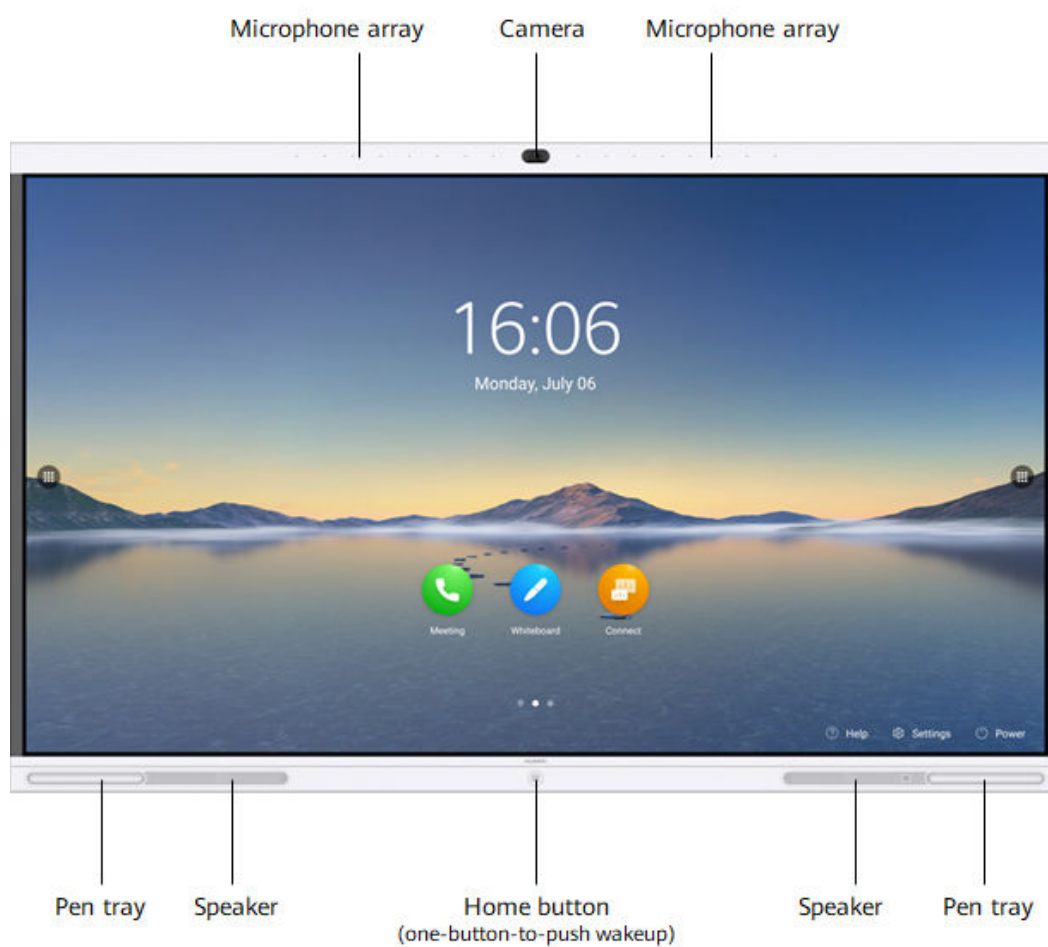 Microphone array
Camera
Microphone array
16:06
Monday, July 06
Meeting
Whiteboard
Connect
Help
Settings
Power
HUAWEI
Pen tray
Speaker
Home button
(one-button-to-push wakeup)
Speaker
Pen tray